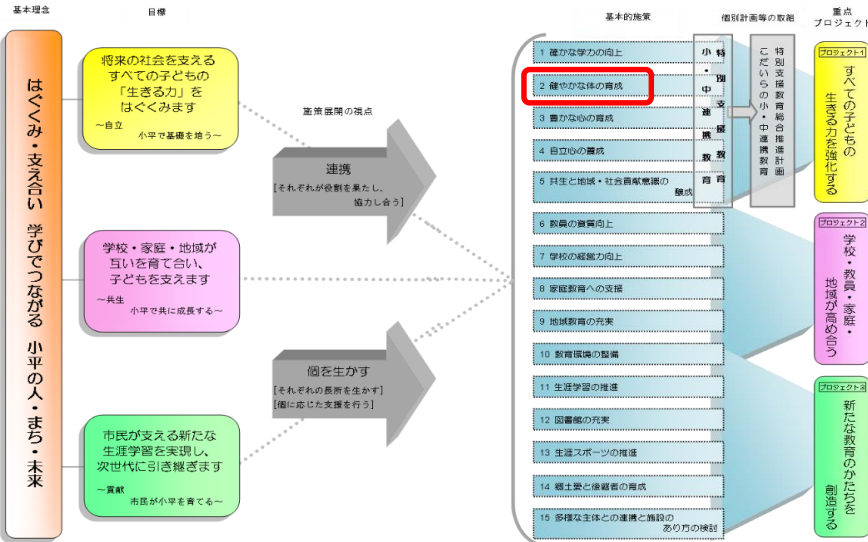 基本理念
目標
基本的施策
個別計画等の取組
重点
プロジェクト
はぐくみ・支え合い 学びでつながる 小平の人・まち・未来
将来の社会を支える
すべての子どもの
「生きる力」を
はぐくみます
～自立
小平で基礎を培う～
学校・家庭・地域が
互いを育て合い、
子どもを支えます
～共生
小平で共に成長する～
市民が支える新たな
生涯学習を実現し、
次世代に引き継ぎます
～貢献
市民が小平を育てる～
施策展開の視点
連携
[それぞれが役割を果たし、
協力し合う]
個を生かす
[それぞれの長所を生かす]
[個に応じた支援を行う]
1 確かな学力の向上
2 健やかな体の育成
3 豊かな心の育成
4 自立心の養成
5 共生と地域・社会貢献意識の
醸成
6 教員の資質向上
7 学校の経営力向上
8 家庭教育への支援
9 地域教育の充実
10 教育環境の整備
11 生涯学習の推進
12 図書館の充実
13 生涯スポーツの推進
14 郷土愛と後継者の育成
15 多様な主体との連携と施設の
あり方の検討
特別支援教育
小・中連携教育
特別支援教育総合推進計画
こだいらの小・中連携教育
プロジェクト1
すべての子どもの
生きる力を強化する
プロジェクト2
学校・教員・家庭・
地域が高め合う
プロジェクト3
新たな教育のかたちを
創造する